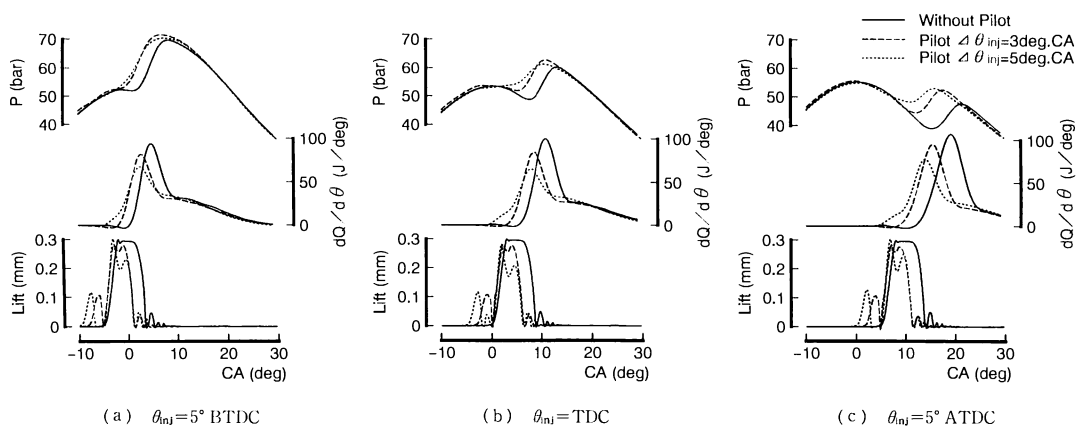 Without Pilot
Pilot ⊿ θinj=3deg.CA
Pilot ⊿ θinj=5deg.CA
P (bar)
70
60
50
40
100
50
0
dQ/dθ (J/deg)
Lift (mm)
0.3
0.2
0.1
0
-10 0 10 20 30
CA (deg)
(a) θinj=5° BTDC
P (bar)
70
60
50
40
100
50
0
dQ/dθ (J/deg)
Lift (mm)
0.3
0.2
0.1
0
-10 0 10 20 30
CA (deg)
(b) θinj=TDC
P (bar)
70
60
50
40
100
50
0
dQ/dθ (J/deg)
Lift (mm)
0.3
0.2
0.1
0
-10 0 10 20 30
CA (deg)
(c) θinj=5° ATDC